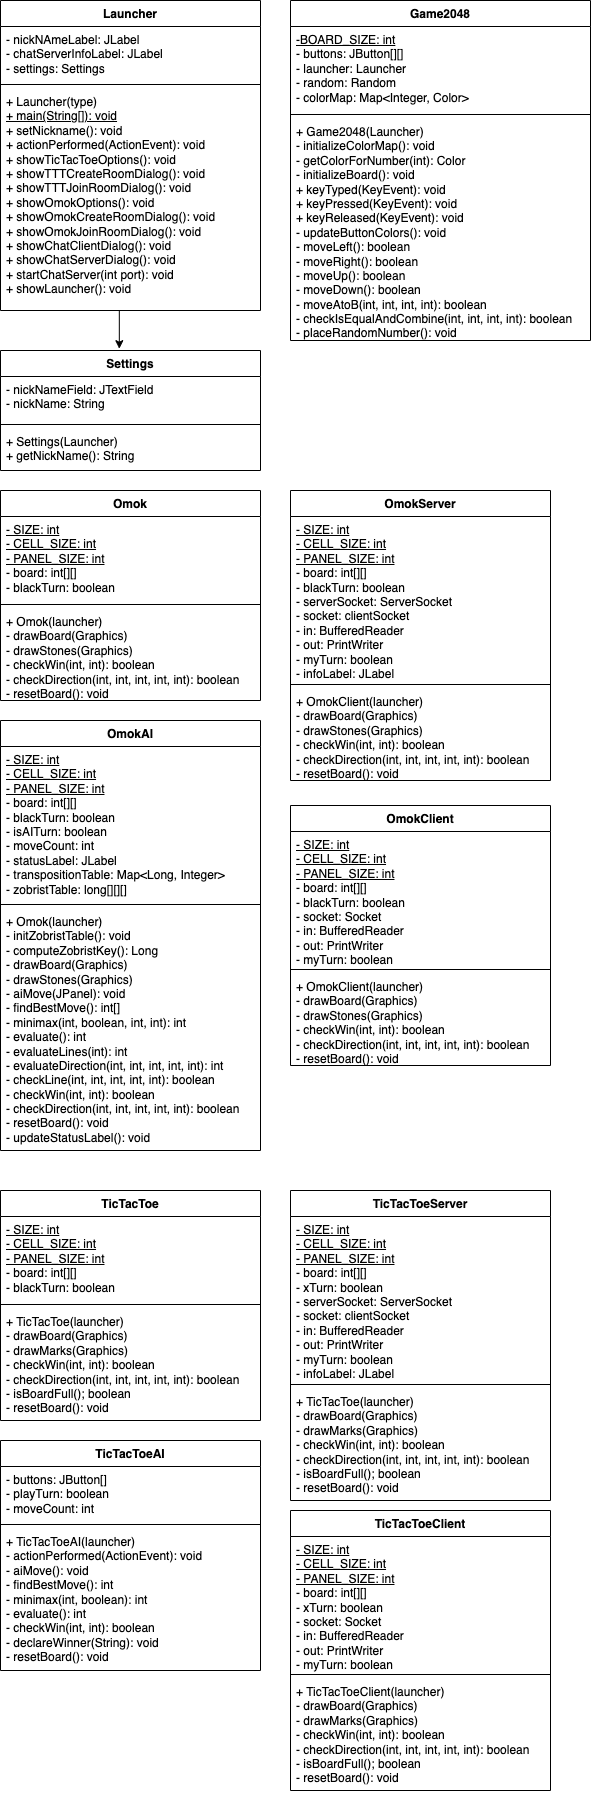 Launcher
- nickNAmeLabel: JLabel
- chatServerInfoLabel: JLabel
- settings: Settings
+ Launcher(type)
+ main(String[]): void
+ setNickname(): void
+ actionPerformed(ActionEvent): void
+ showTicTacToeOptions(): void
+ showTTTCreateRoomDialog(): void
+ showTTTJoinRoomDialog(): void
+ showOmokOptions(): void
+ showOmokCreateRoomDialog(): void
+ showOmokJoinRoomDialog(): void
+ showChatClientDialog(): void
+ showChatServerDialog(): void
+ startChatServer(int port): void
+ showLauncher(): void
Game2048
-BOARD_SIZE: int
- buttons: JButton[][]
- launcher: Launcher
- random: Random
- colorMap: Map<Integer, Color>
+ Game2048(Launcher)
- initializeColorMap(): void
- getColorForNumber(int): Color
- initializeBoard(): void
+ keyTyped(KeyEvent): void
+ keyPressed(KeyEvent): void
+ keyReleased(KeyEvent): void
- updateButtonColors(): void
- moveLeft(): boolean
- moveRight(): boolean
- moveUp(): boolean
- moveDown(): boolean
- moveAtoB(int, int, int): boolean
- checkIsEqualAndCombine(int, int, int): boolean
- placeRandomNumber(): void
Settings
- nickNameField: JTextField
- nickName: String
+ Settings(Launcher)
+ getNickName(): String
Omok
- SIZE: int
- CELL_SIZE: int
- PANEL_SIZE: int
- board: int[][]
- blackTurn: boolean
+ Omok(launcher)
- drawBoard(Graphics)
- drawStones(Graphics)
- checkWin(int, int): boolean
- checkDirection(int, int, int, int, int): boolean
- resetBoard(): void
OmokServer
- SIZE: int
- CELL_SIZE: int
- PANEL_SIZE: int
- board: int[][]
- blackTurn: boolean
- serverSocket: ServerSocket
- socket: clientSocket
- in: BufferedReader
- out: PrintWriter
- myTurn: boolean
- infoLabel: JLabel
+ OmokClient(launcher)
- drawBoard(Graphics)
- drawStones(Graphics)
- checkWin(int, int): boolean
- checkDirection(int, int, int, int, int): boolean
- resetBoard(): void
OmokAI
- SIZE: int
- CELL_SIZE: int
- PANEL_SIZE: int
- board: int[][]
- blackTurn: boolean
- isAITurn: boolean
- moveCount: int
- statusLabel: JLabel
- transpositionTable: Map<Long, Integer>
- zobristTable: long[][][]
+ Omok(launcher)
- initZobristTable(): void
- computeZobristKey(): Long
- drawBoard(Graphics)
- drawStones(Graphics)
- aiMove(JPanel): void
- findBestMove(): int[]
- minimax(int, boolean, int, int): int
- evaluate(): int
- evaluateLines(int): int
- evaluateDirection(int, int, int, int, int): int
- checkLine(int, int, int, int, int): boolean
- checkWin(int, int): boolean
- checkDirection(int, int, int, int, int): boolean
- resetBoard(): void
- updateStatusLabel(): void
OmokClient
- SIZE: int
- CELL_SIZE: int
- PANEL_SIZE: int
- board: int[][]
- blackTurn: boolean
- socket: Socket
- in: BufferedReader
- out: PrintWriter
- myTurn: boolean
+ OmokClient(launcher)
- drawBoard(Graphics)
- drawStones(Graphics)
- checkWin(int, int): boolean
- checkDirection(int, int, int, int, int): boolean
- resetBoard(): void
TicTacToe
- SIZE: int
- CELL_SIZE: int
- PANEL_SIZE: int
- board: int[][]
- blackTurn: boolean
+ TicTacToe(launcher)
- drawBoard(Graphics)
- drawMarks(Graphics)
- checkWin(int, int): boolean
- checkDirection(int, int, int, int, int): boolean
- isBoardFull(); boolean
- resetBoard(): void
TicTacToeServer
- SIZE: int
- CELL_SIZE: int
- PANEL_SIZE: int
- board: int[][]
- xTurn: boolean
- serverSocket: ServerSocket
- socket: clientSocket
- in: BufferedReader
- out: PrintWriter
- myTurn: boolean
- infoLabel: JLabel
+ TicTacToe(launcher)
- drawBoard(Graphics)
- drawMarks(Graphics)
- checkWin(int, int): boolean
- checkDirection(int, int, int, int, int): boolean
- isBoardFull(); boolean
- resetBoard(): void
TicTacToeAI
- buttons: JButton[]
- playTurn: boolean
- moveCount: int
+ TicTacToeAI(launcher)
- actionPerformed(ActionEvent): void
- aiMove(): void
- findBestMove(): int
- minimax(int, boolean): int
- evaluate(): int
- checkWin(int, int): boolean
- declareWinner(String): void
- resetBoard(): void
TicTacToeClient
- SIZE: int
- CELL_SIZE: int
- PANEL_SIZE: int
- board: int[][]
- xTurn: boolean
- socket: Socket
- in: BufferedReader
- out: PrintWriter
- myTurn: boolean
+ TicTacToeClient(launcher)
- drawBoard(Graphics)
- drawMarks(Graphics)
- checkWin(int, int): boolean
- checkDirection(int, int, int, int, int): boolean
- isBoardFull(); boolean
- resetBoard(): void